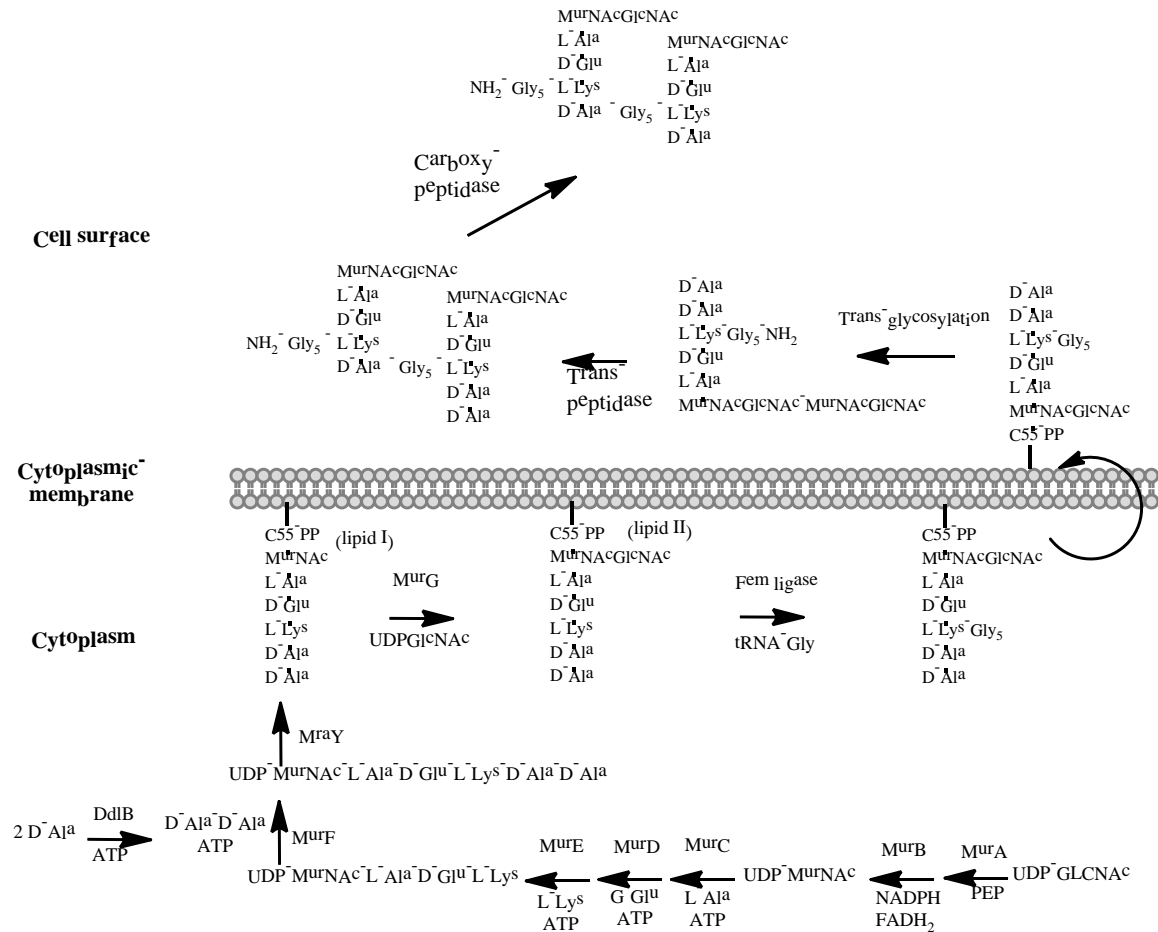 MurNAcGlcNAc
L-Ala
D-Glu
NH2-Gly5-L-Lys
D-Ala-Gly5-L-Lys
MurNAcGlcNAc
L-Ala
D-Glu
D-Ala
Carboxy-
peptidase
Cell surface
MurNAcGlcNAc
L-Ala
D-Glu
NH2-Gly5-L-Lys
D-Ala-Gly5-L-Lys
MurNAcGlcNAc
L-Ala
D-Glu
D-Ala
D-Ala
Trans-
peptidase
D-Ala
D-Ala
L-Lys-Gly5-NH2
D-Glu
L-Ala
MurNAcGlcNAc-MurNAcGlcNAc
Trans-glycosylation
D-Ala
D-Ala
L-Lys-Gly5
D-Glu
L-Ala
MurNAcGlcNAc
C55-PP
Cytoplasmic-
membrane
C55-PP (lipid I)
MurNAc
L-Ala
D-Glu
L-Lys
D-Ala
D-Ala
MurG
UDPGlcNAc
C55-PP (lipid II)
MurNAcGlcNAc
L-Ala
D-Glu
L-Lys
D-Ala
D-Ala
Fem ligase
tRNA-Gly
C55-PP
MurNAcGlcNAc
L-Ala
D-Glu
L-Lys-Gly5
D-Ala
D-Ala
Cytoplasm
MraY
UDP-MurNAc-L-Ala-D-Glu-L-Lys-D-Ala-D-Ala
2 D-Ala
DdlB
ATP
D-Ala-D-Ala
ATP
MurF
UDP-MurNAc-L-Ala-D-Glu-L-Lys
MurE
L-Lys
ATP
MurD
G Glu
ATP
MurC
L Ala
ATP
UDP-MurNAc
MurB
NADPH
FADH2
MurA
PEP
UDP-GLCNAc